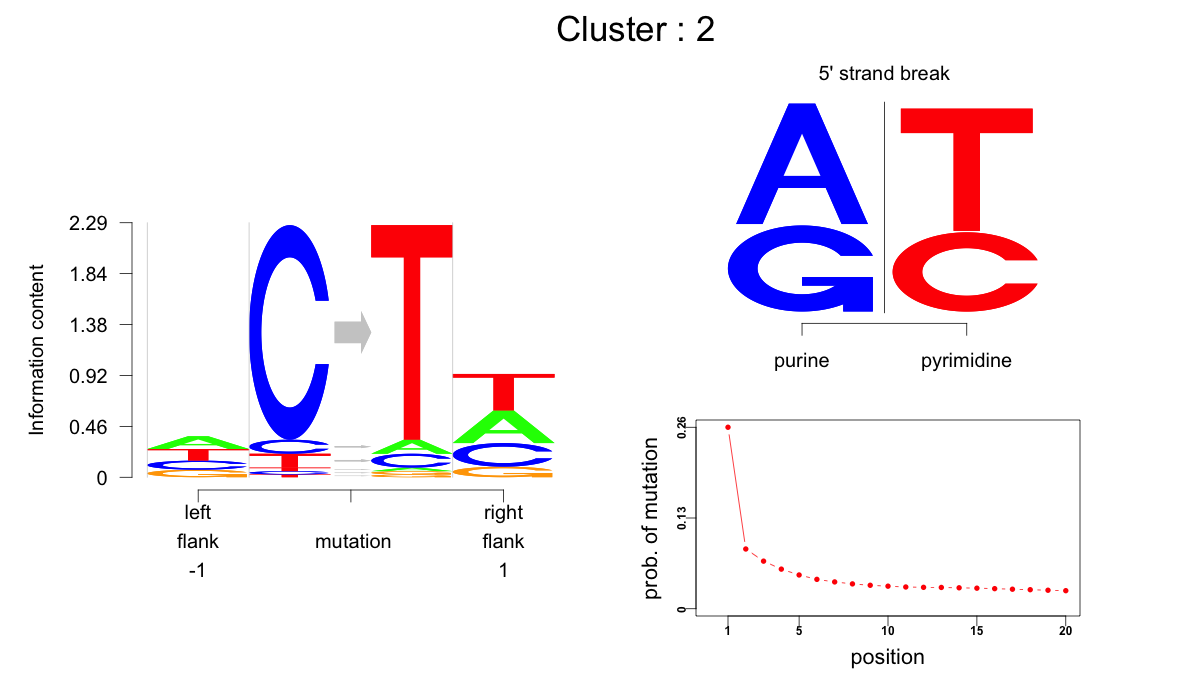 Cluster : 2
5' strand break
A T
G C
purine pyrimidine
Information content
2.29
1.84
1.38
0.92
0.46
0
C T
T
A A
T C A
C T C
left right
flank mutation flank
-1 1
prob. of mutation
0.26
0.13
0
1 5 10 15 20
position